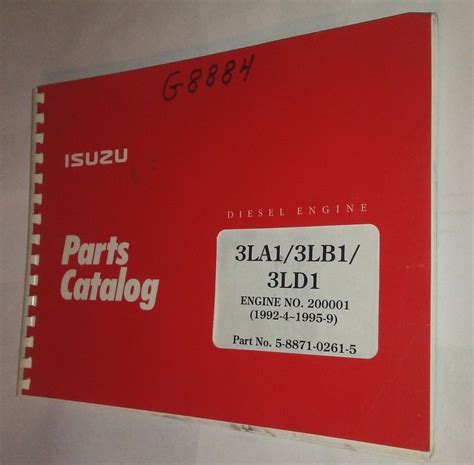 G8884
ISUZU
Parts
Catalog
DIESEL ENGINE
3LA1/3LB1/
3LD1
ENGINE NO. 200001
(1992-4~1995-9)
Part No. 5-8871-0261-5